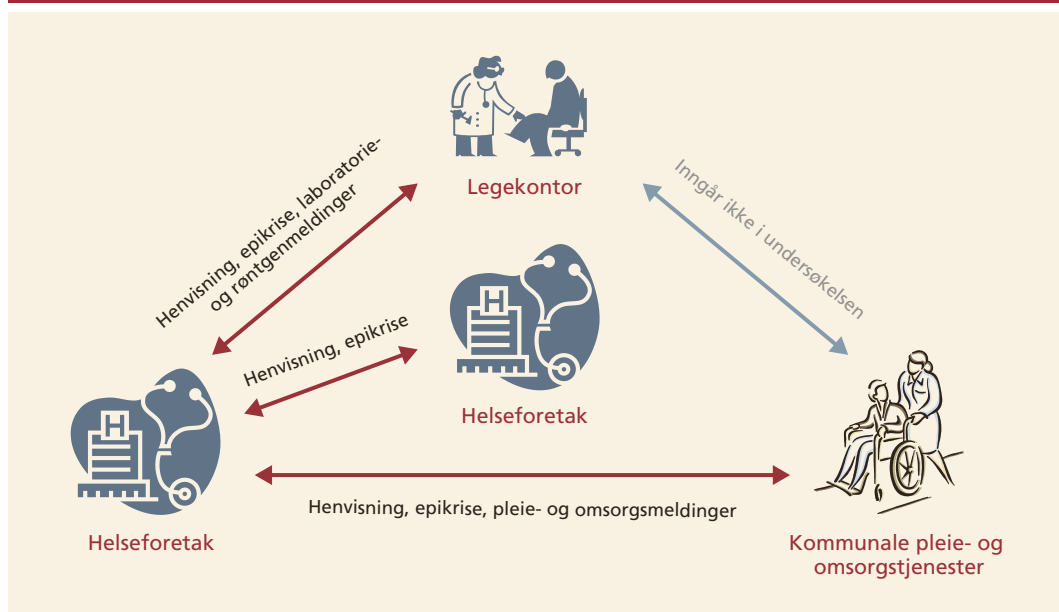 Legekontor
Henvisning, epikrise, laboratorie-
og røntgenmeldinger
Inngår ikke i undersøkelsen
H
Henvisning, epikrise
Helseforetak
H
Henvisning, epikrise, pleie- og omsorgsmeldinger
Helseforetak
Kommunale pleie- og
omsorgstjenester